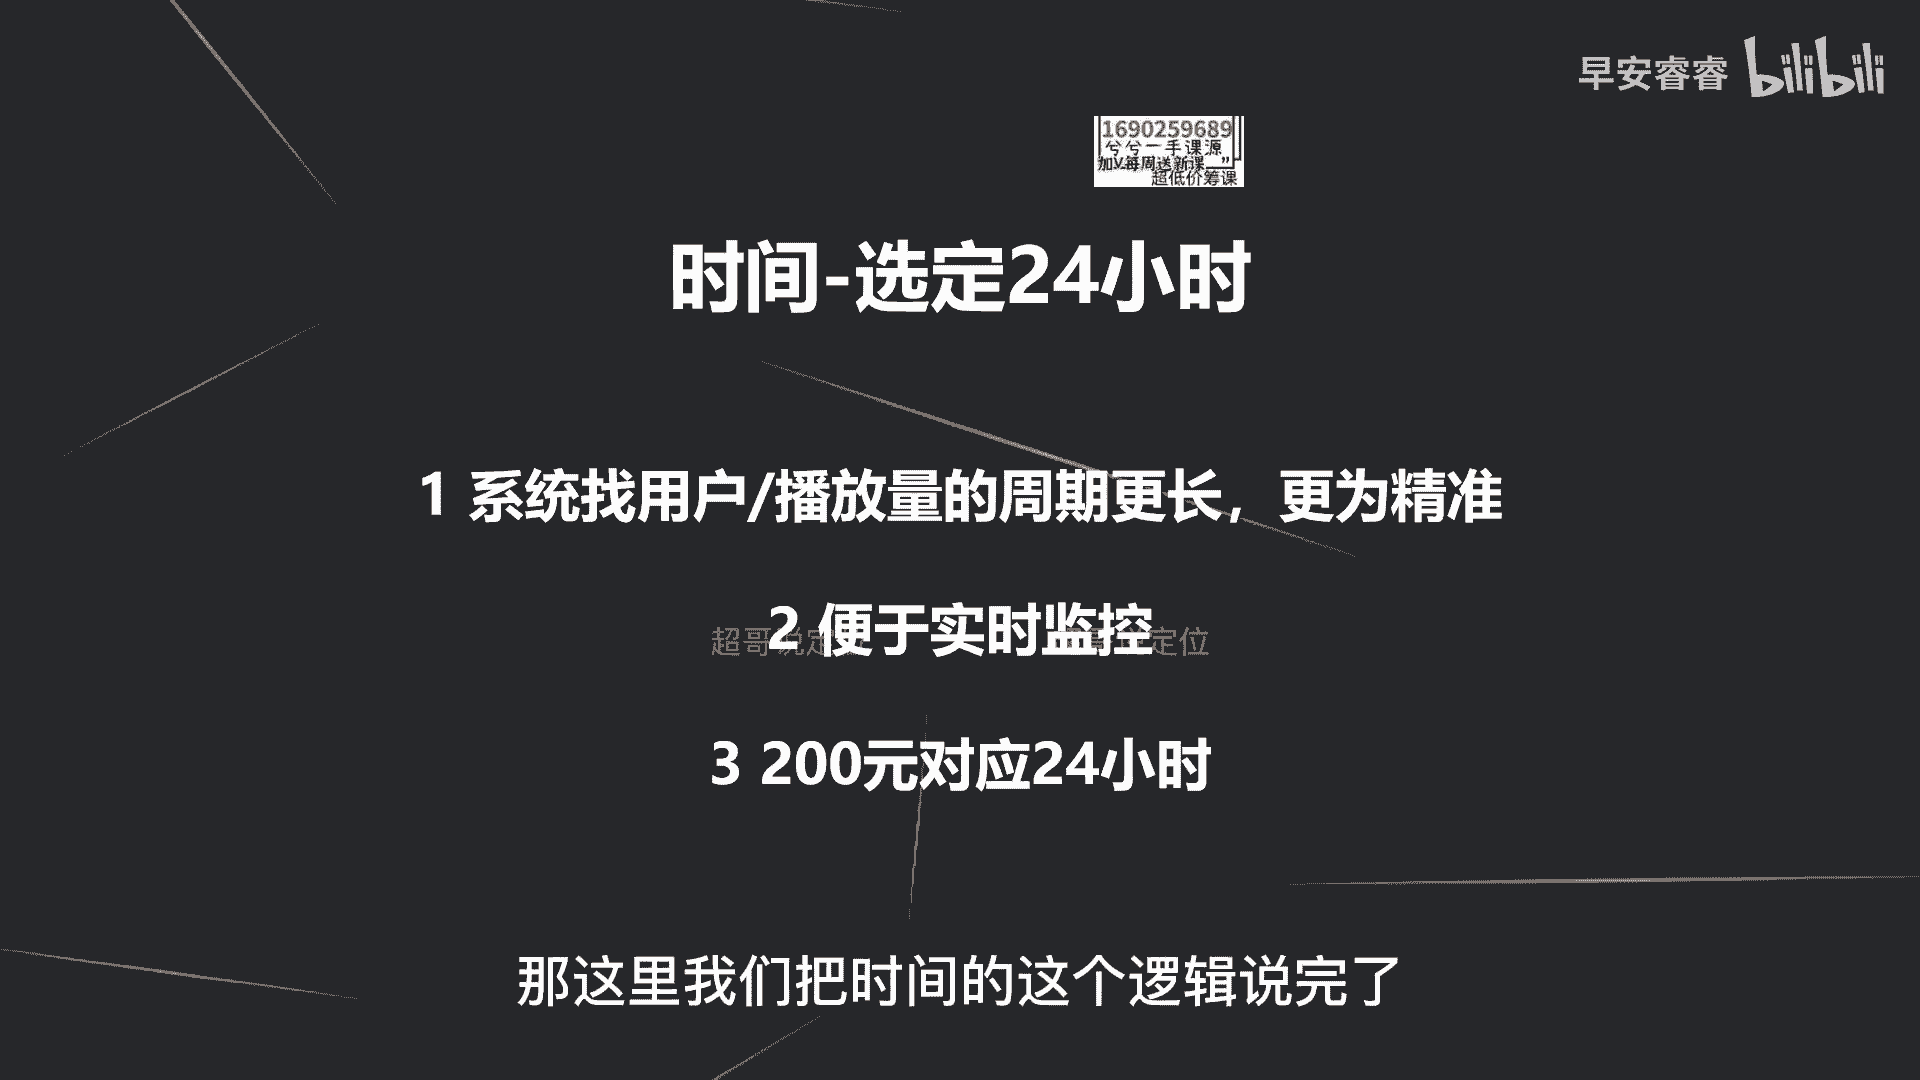 早安睿睿 bilibili
1690259689
兮兮一手课源
加V每周送新课
超低价筹课
时间-选定24小时
1 系统找用户/播放量的周期更长，更为精准
2 便于实时监控
超哥说定位
3 200元对应24小时
那这里我们把时间的这个逻辑说完了